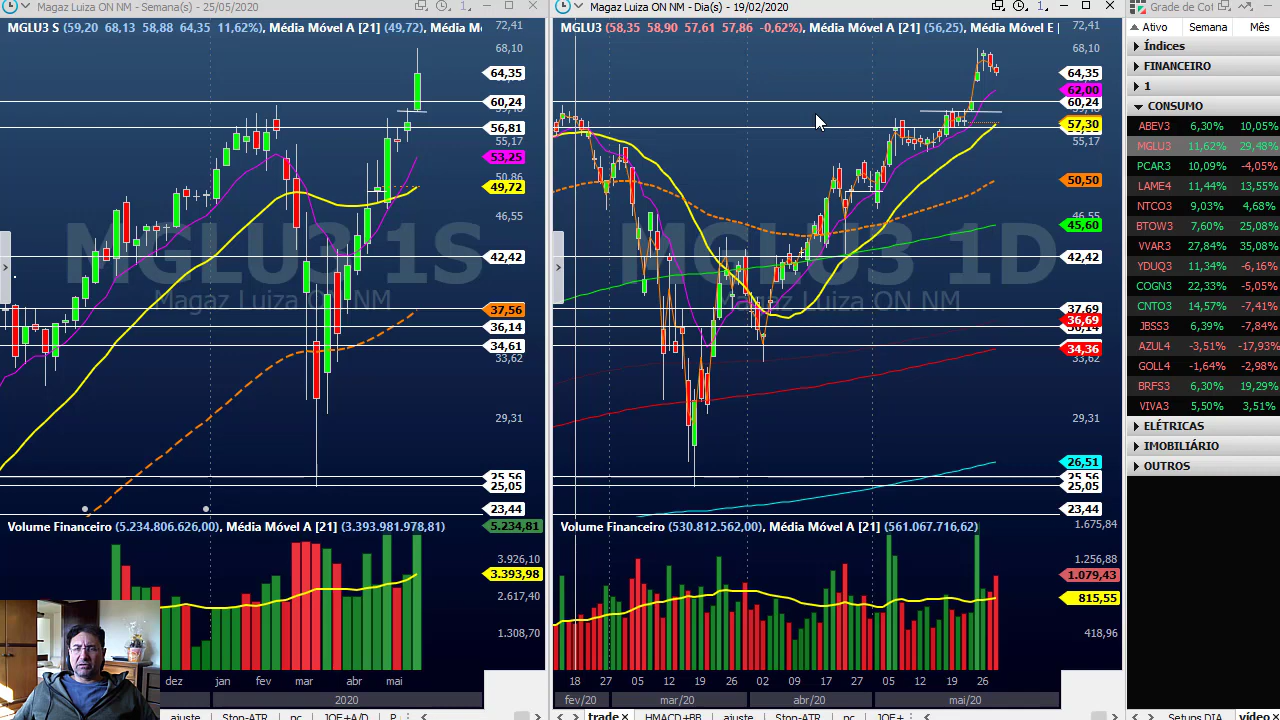 Magaz Luiza ON NM - Semana(s) - 25/05/2020
MGLU3 S (59,20 68,13 58,88 64,35 11,62%), Média Móvel A [21] (49,72), Média M
72,41
68,10
64,35
60,24
56,81
55,17
53,25
50,86
49,72
46,55
42,42
37,56
36,14
34,61
33,62
29,31
25,56
25,05
23,44
MGLU3 1S
Magaz Luiza ON NM
Volume Financeiro (5.234.806.626,00), Média Móvel A [21] (3.393.981.978,81)
5.234,81
3.926,10
3.393,98
2.617,40
1.308,70
dez jan fev mar abr mai
2020
ajuste Stop-ATR pc JOE+A/D P
Magaz Luiza ON NM - Dia(s) - 19/02/2020
MGLU3 (58,35 58,90 57,61 57,86 -0,62%), Média Móvel A [21] (56,25), Média Móvel E [
72,41
68,10
64,35
62,00
60,24
57,30
55,17
50,50
46,55
45,60
42,42
37,69
36,69
36,14
34,36
33,62
29,31
26,51
25,56
25,05
23,44
MGLU3 1D
Magaz Luiza ON NM
Volume Financeiro (530.812.562,00), Média Móvel A [21] (561.067.716,62)
1.675,84
1.256,88
1.079,43
815,55
418,96
18 27 06 12 18 26 02 09 17 27 05 12 19 26
fev/20 mar/20 abr/20 mai/20
trade HMACD+BB ajuste Stop-ATR pc JOE+
Grade de Cot
Ativo Semana Mês
Índices
FINANCEIRO
1
CONSUMO
ABEV3 6,30% 10,05%
MGLU3 11,62% 29,48%
PCAR3 10,09% -4,05%
LAME4 11,44% 13,55%
NTCO3 9,03% 4,68%
BTOW3 7,60% 25,08%
VVAR3 27,84% 35,08%
YDUQ3 11,34% -6,16%
COGN3 22,33% -5,05%
CNTO3 14,57% -7,41%
JBSS3 6,39% -7,84%
AZUL4 -3,51% -17,93%
GOLL4 -1,64% -2,98%
BRFS3 6,30% 19,29%
VIVA3 5,50% 3,51%
ELÉTRICAS
IMOBILIÁRIO
OUTROS
Setups DIA vídeo